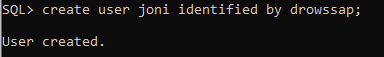 SQL> create user joni identified by drowssap;
User created.